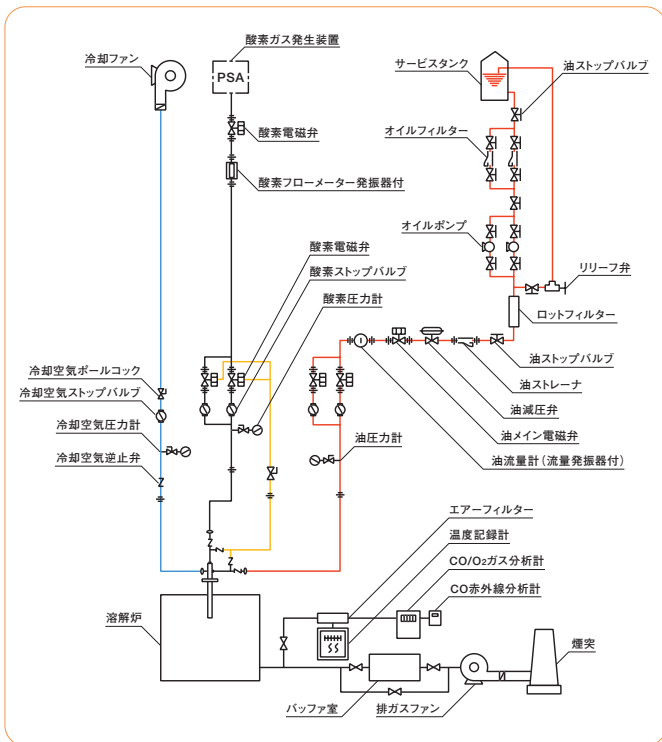 酸素ガス発生装置
冷却ファン
PSA
サービスタンク
油ストップバルブ
酸素電磁弁
オイルフィルター
酸素フローメーター発振器付
オイルポンプ
酸素電磁弁
酸素ストップバルブ
リリーフ弁
酸素圧力計
ロットフィルター
油ストップバルブ
冷却空気ボールコック
油ストレーナ
冷却空気ストップバルブ
油減圧弁
冷却空気圧力計
油圧力計
油メイン電磁弁
冷却空気逆止弁
油流量計(流量発振器付)
エアーフィルター
温度記録計
CO/O₂ガス分析計
CO赤外線分析計
溶解炉
煙突
バッファ室
排ガスファン